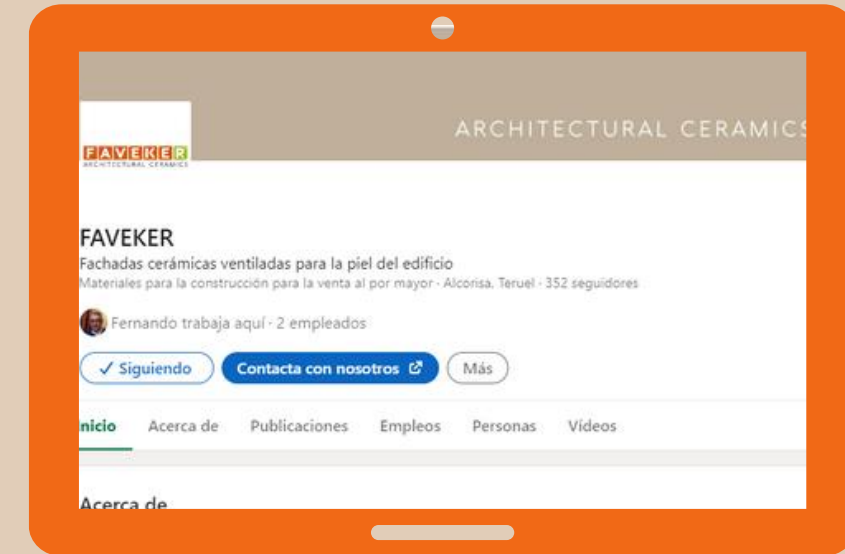 ARCHITECTURAL CERAMICS
FAVEKER
ARCHITECTURAL CERAMICS
FAVEKER
Fachadas cerámicas ventiladas para la piel del edificio
Materiales para la construcción para la venta al por mayor · Alcorisa, Teruel · 352 seguidores
Fernando trabaja aquí · 2 empleados
✓ Siguiendo Contacta con nosotros Más
nicio Acerca de Publicaciones Empleos Personas Vídeos
Acerca de